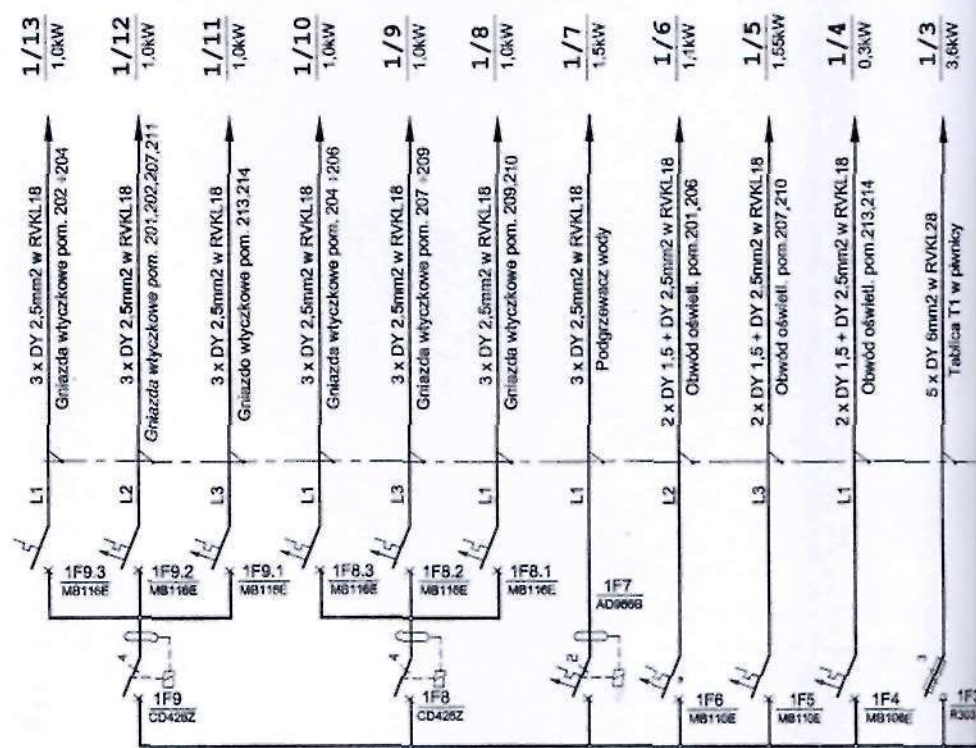 1/13
1,0kW
1/12
1,0kW
1/11
1,0kW
1/10
1,0kW
1/9
1,0kW
1/8
1,0kW
1/7
1,5kW
1/6
1,1kW
1/5
1,55kW
1/4
0,3kW
1/3
3,6kW
3 x DY 2,5mm2 w RVKL18
Gniazda wtyczkowe pom. 202 ÷204
3 x DY 2,5mm2 w RVKL18
Gniazda wtyczkowe pom. 201,202,207,211
3 x DY 2,5mm2 w RVKL18
Gniazdo wtyczkowe pom. 213,214
3 x DY 2,5mm2 w RVKL18
Gniazda wtyczkowe pom. 204 ÷206
3 x DY 2,5mm2 w RVKL18
Gniazda wtyczkowe pom. 207 ÷209
3 x DY 2,5mm2 w RVKL18
Gniazda wtyczkowe pom. 209,210
3 x DY 2,5mm2 w RVKL18
Podgrzewacz wody
2 x DY 1,5 + DY 2,5mm2 w RVKL18
Obwód oświetl. pom.201,206
2 x DY 1,5 + DY 2,5mm2 w RVKL18
Obwód oświetl. pom.207,210
2 x DY 1,5 + DY 2,5mm2 w RVKL18
Obwód oświetl. pom.213,214
5 x DY 6mm2 w RVKL28
Tablica T1 w piwnicy
L1
L2
L3
L1
L3
L1
L1
L2
L3
L1
1F9.3
MB116E
1F9.2
MB116E
1F9.1
MB116E
1F8.3
MB116E
1F8.2
MB116E
1F8.1
MB116E
1F7
AD966B
4
4
2
3
1F9
CD426Z
1F8
CD426Z
1F6
MB110E
1F5
MB110E
1F4
MB106E